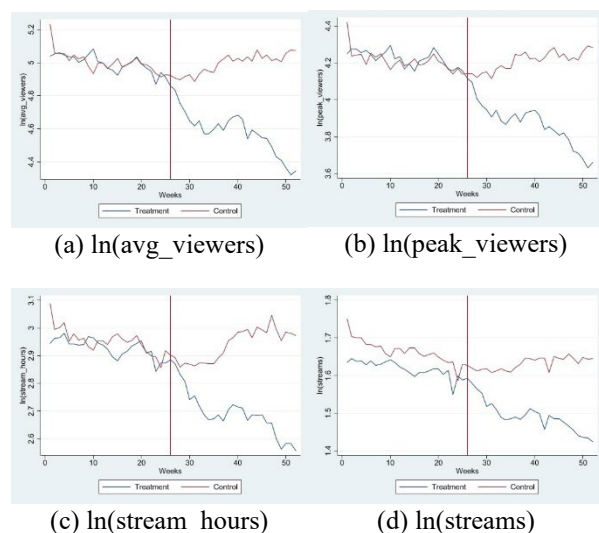 5.2
5
4.8
4.6
4.4
ln(avg_viewers)
0 10 20 30 40 50
Weeks
Treatment Control
(a) ln(avg_viewers)
4.4
4.2
4
3.8
3.6
ln(peak_viewers)
0 10 20 30 40 50
Weeks
Treatment Control
(b) ln(peak_viewers)
3.1
3
2.9
2.8
2.7
2.6
ln(stream_hours)
0 10 20 30 40 50
Weeks
Treatment Control
(c) ln(stream hours)
1.8
1.7
1.6
1.5
1.4
ln(streams)
0 10 20 30 40 50
Weeks
Treatment Control
(d) ln(streams)